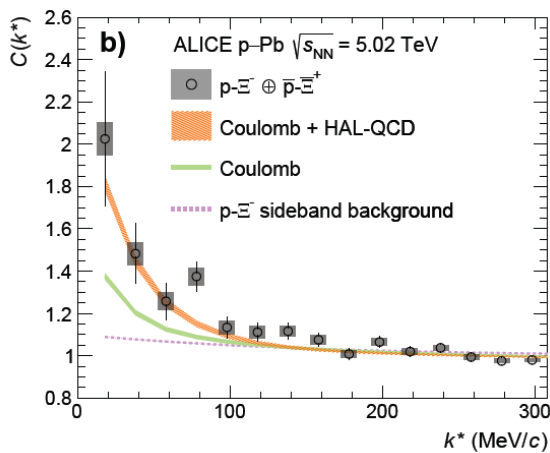 C(k*)
2.6
2.4
2.2
2
1.8
1.6
1.4
1.2
1
0.8
b)
ALICE p–Pb √s_NN = 5.02 TeV
p-Ξ⁻ ⊕ p̅-Ξ̅⁺
Coulomb + HAL-QCD
Coulomb
p-Ξ⁻ sideband background
0 100 200 300
k* (MeV/c)